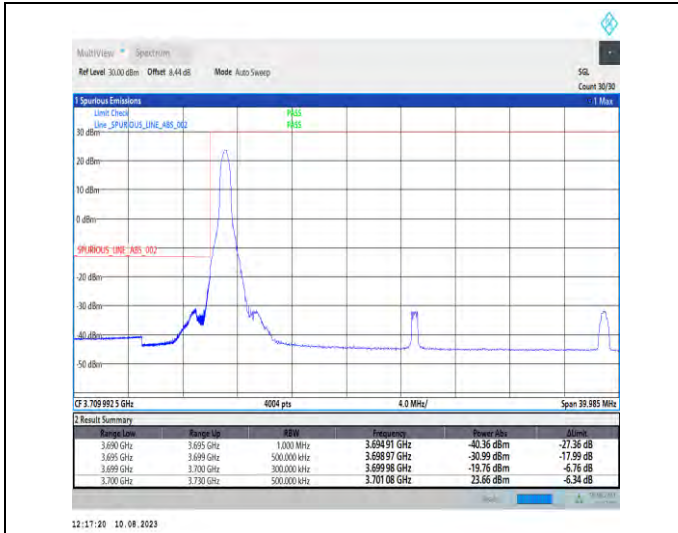 MultiView Spectrum
Ref Level 30.00 dBm Offset 8.44 dB Mode Auto Sweep SGL
Count 30/30
1 Spurious Emissions 1 Max
Limit Check PASS
Line _SPURIOUS_LINE_ABS_002 PASS
30 dBm
20 dBm
10 dBm
0 dBm
SPURIOUS_LINE_ABS_002
-20 dBm
-30 dBm
-40 dBm
-50 dBm
CF 3.709 992 5 GHz 4004 pts 4.0 MHz/ Span 39.985 MHz
2 Result Summary
Range Low Range Up RBW Frequency Power Abs ΔLimit
3.690 GHz 3.695 GHz 1.000 MHz 3.694 91 GHz -40.36 dBm -27.36 dB
3.695 GHz 3.699 GHz 500.000 kHz 3.698 97 GHz -30.99 dBm -17.99 dB
3.699 GHz 3.700 GHz 300.000 kHz 3.699 98 GHz -19.76 dBm -6.76 dB
3.700 GHz 3.730 GHz 500.000 kHz 3.701 08 GHz 23.66 dBm -6.34 dB
12:17:20 10.08.2023